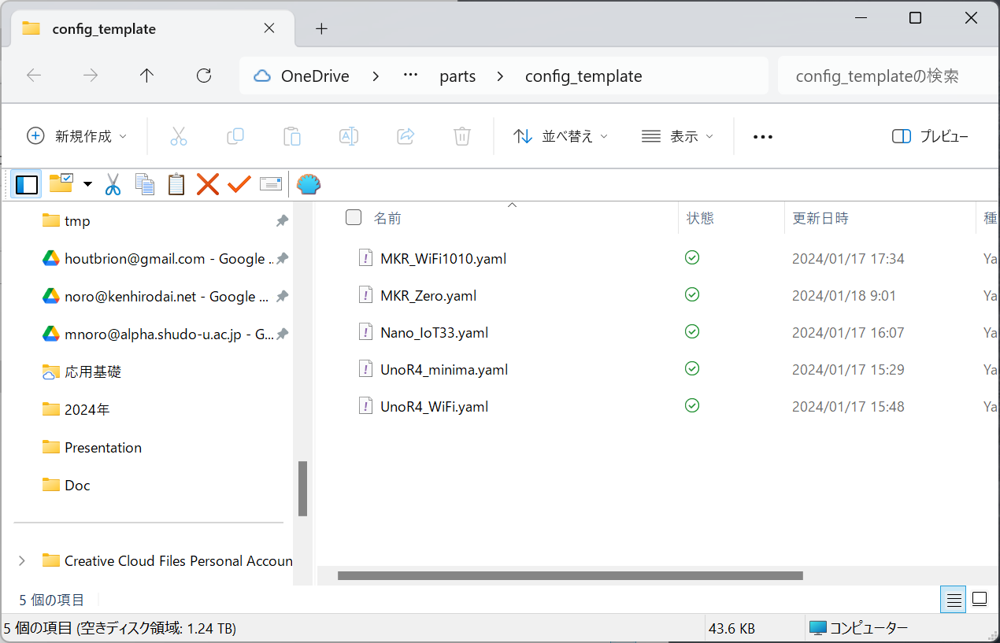 config_template
OneDrive > ... parts > config_template
config_templateの検索
新規作成
並べ替え
表示
プレビュー
tmp
houtbrion@gmail.com - Google ..
noro@kenhirodai.net - Google ...
mnoro@alpha.shudo-u.ac.jp - G...
応用基礎
2024年
Presentation
Doc
Creative Cloud Files Personal Accoun
名前 状態 更新日時 種
MKR_WiFi1010.yaml 2024/01/17 17:34 Ya
MKR_Zero.yaml 2024/01/18 9:01 Ya
Nano_IoT33.yaml 2024/01/17 16:07 Ya
UnoR4_minima.yaml 2024/01/17 15:29 Ya
UnoR4_WiFi.yaml 2024/01/17 15:48 Ya
5 個の項目
5 個の項目 (空きディスク領域: 1.24 TB) 43.6 KB コンピューター